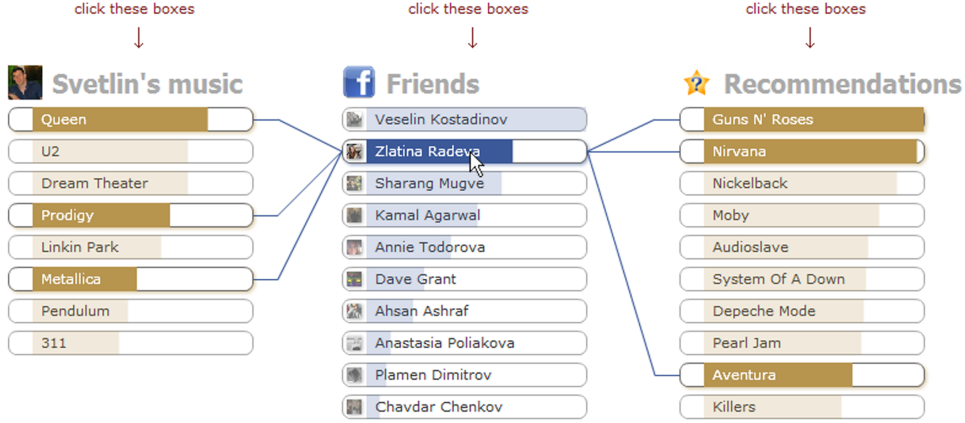 click these boxes
click these boxes
click these boxes
Svetlin's music
Queen
U2
Dream Theater
Prodigy
Linkin Park
Metallica
Pendulum
311
Friends
Veselin Kostadinov
Zlatina Radeva
Sharang Mugve
Kamal Agarwal
Annie Todorova
Dave Grant
Ahsan Ashraf
Anastasia Poliakova
Plamen Dimitrov
Chavdar Chenkov
Recommendations
Guns N' Roses
Nirvana
Nickelback
Moby
Audioslave
System Of A Down
Depeche Mode
Pearl Jam
Aventura
Killers